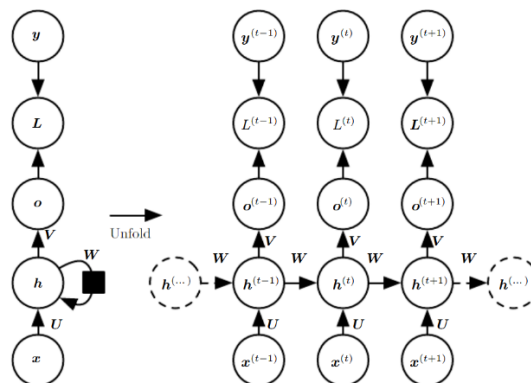 y y^(t−1) y^(t) y^(t+1)
L L^(t−1) L^(t) L^(t+1)
o o^(t−1) o^(t) o^(t+1)
Unfold
V V V V
W W W W W
h h^(...) h^(t−1) h^(t) h^(t+1) h^(...)
U U U U
x x^(t−1) x^(t) x^(t+1)